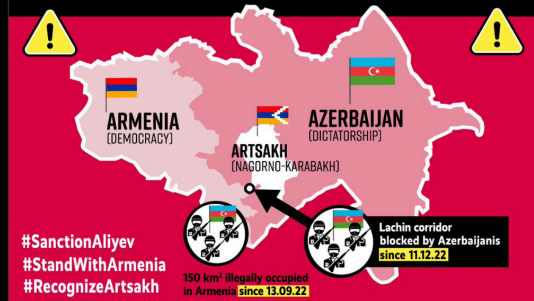 ARMENIA
(DEMOCRACY)
AZERBAIJAN
(DICTATORSHIP)
ARTSAKH
(NAGORNO-KARABAKH)
Lachin corridor
blocked by Azerbaijanis
since 11.12.22
#SanctionAliyev
#StandWithArmenia
#RecognizeArtsakh
150 km² illegally occupied
in Armenia since 13.09.22